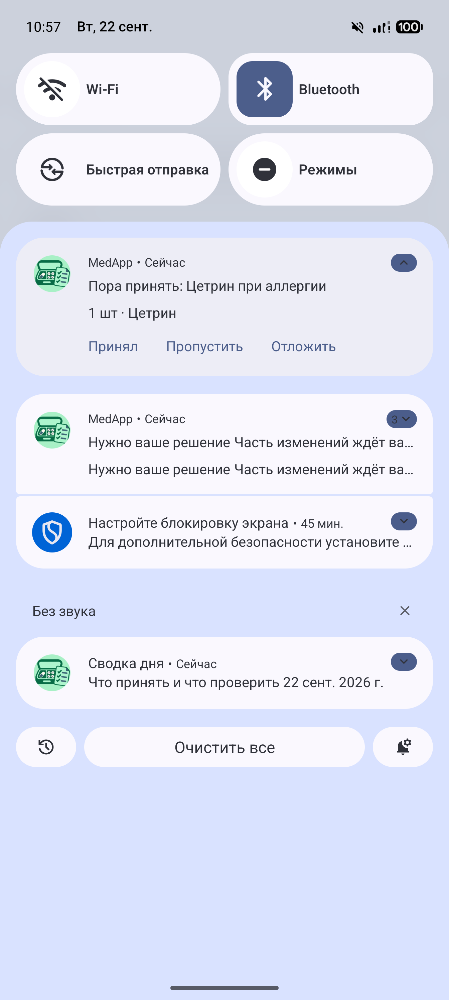 10:57 Вт, 22 сент. 100
Wi-Fi
Bluetooth
Быстрая отправка
Режимы
MedApp • Сейчас
Пора принять: Цетрин при аллергии
1 шт · Цетрин
Принял Пропустить Отложить
MedApp • Сейчас 3
Нужно ваше решение Часть изменений ждёт ва...
Нужно ваше решение Часть изменений ждёт ва...
Настройте блокировку экрана • 45 мин.
Для дополнительной безопасности установите ...
Без звука
Сводка дня • Сейчас
Что принять и что проверить 22 сент. 2026 г.
Очистить все